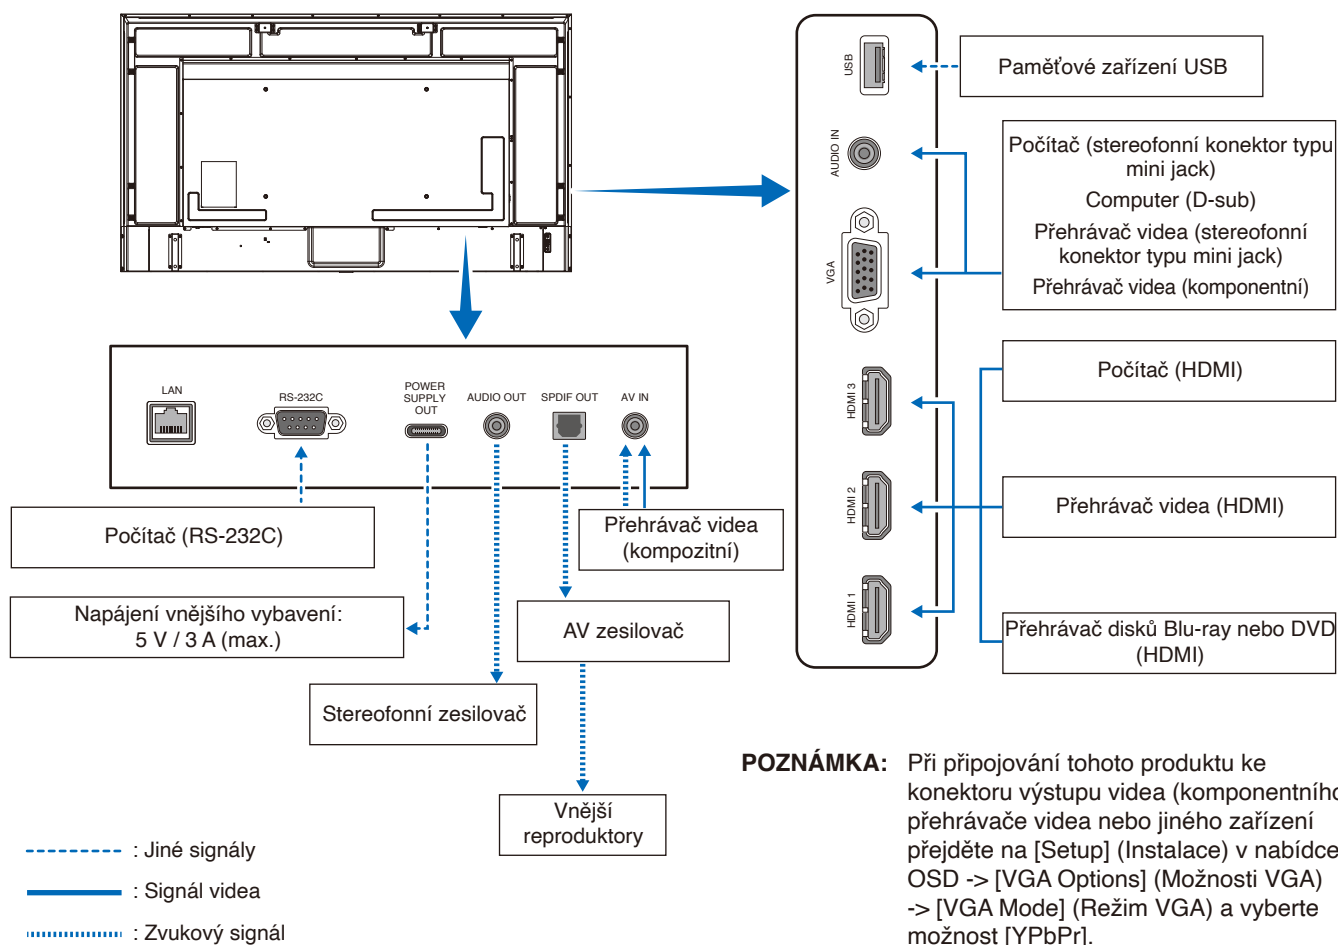 USB
Paměťové zařízení USB
AUDIO IN
Počítač (stereofonní konektor typu
mini jack)
Computer (D-sub)
Přehrávač videa (stereofonní
konektor typu mini jack)
Přehrávač videa (komponentní)
VGA
HDMI 3
Počítač (HDMI)
HDMI 2
Přehrávač videa (HDMI)
HDMI 1
Přehrávač disků Blu-ray nebo DVD
(HDMI)
LAN
RS-232C
POWER
SUPPLY
OUT
AUDIO OUT
SPDIF OUT
AV IN
Počítač (RS-232C)
Přehrávač videa
(kompozitní)
Napájení vnějšího vybavení:
5 V / 3 A (max.)
AV zesilovač
Stereofonní zesilovač
Vnější
reproduktory
: Jiné signály
: Signál videa
: Zvukový signál
POZNÁMKA: Při připojování tohoto produktu ke
konektoru výstupu videa (komponentního
přehrávače videa nebo jiného zařízení
přejděte na [Setup] (Instalace) v nabídce
OSD -> [VGA Options] (Možnosti VGA)
-> [VGA Mode] (Režim VGA) a vyberte
možnost [YPbPr].